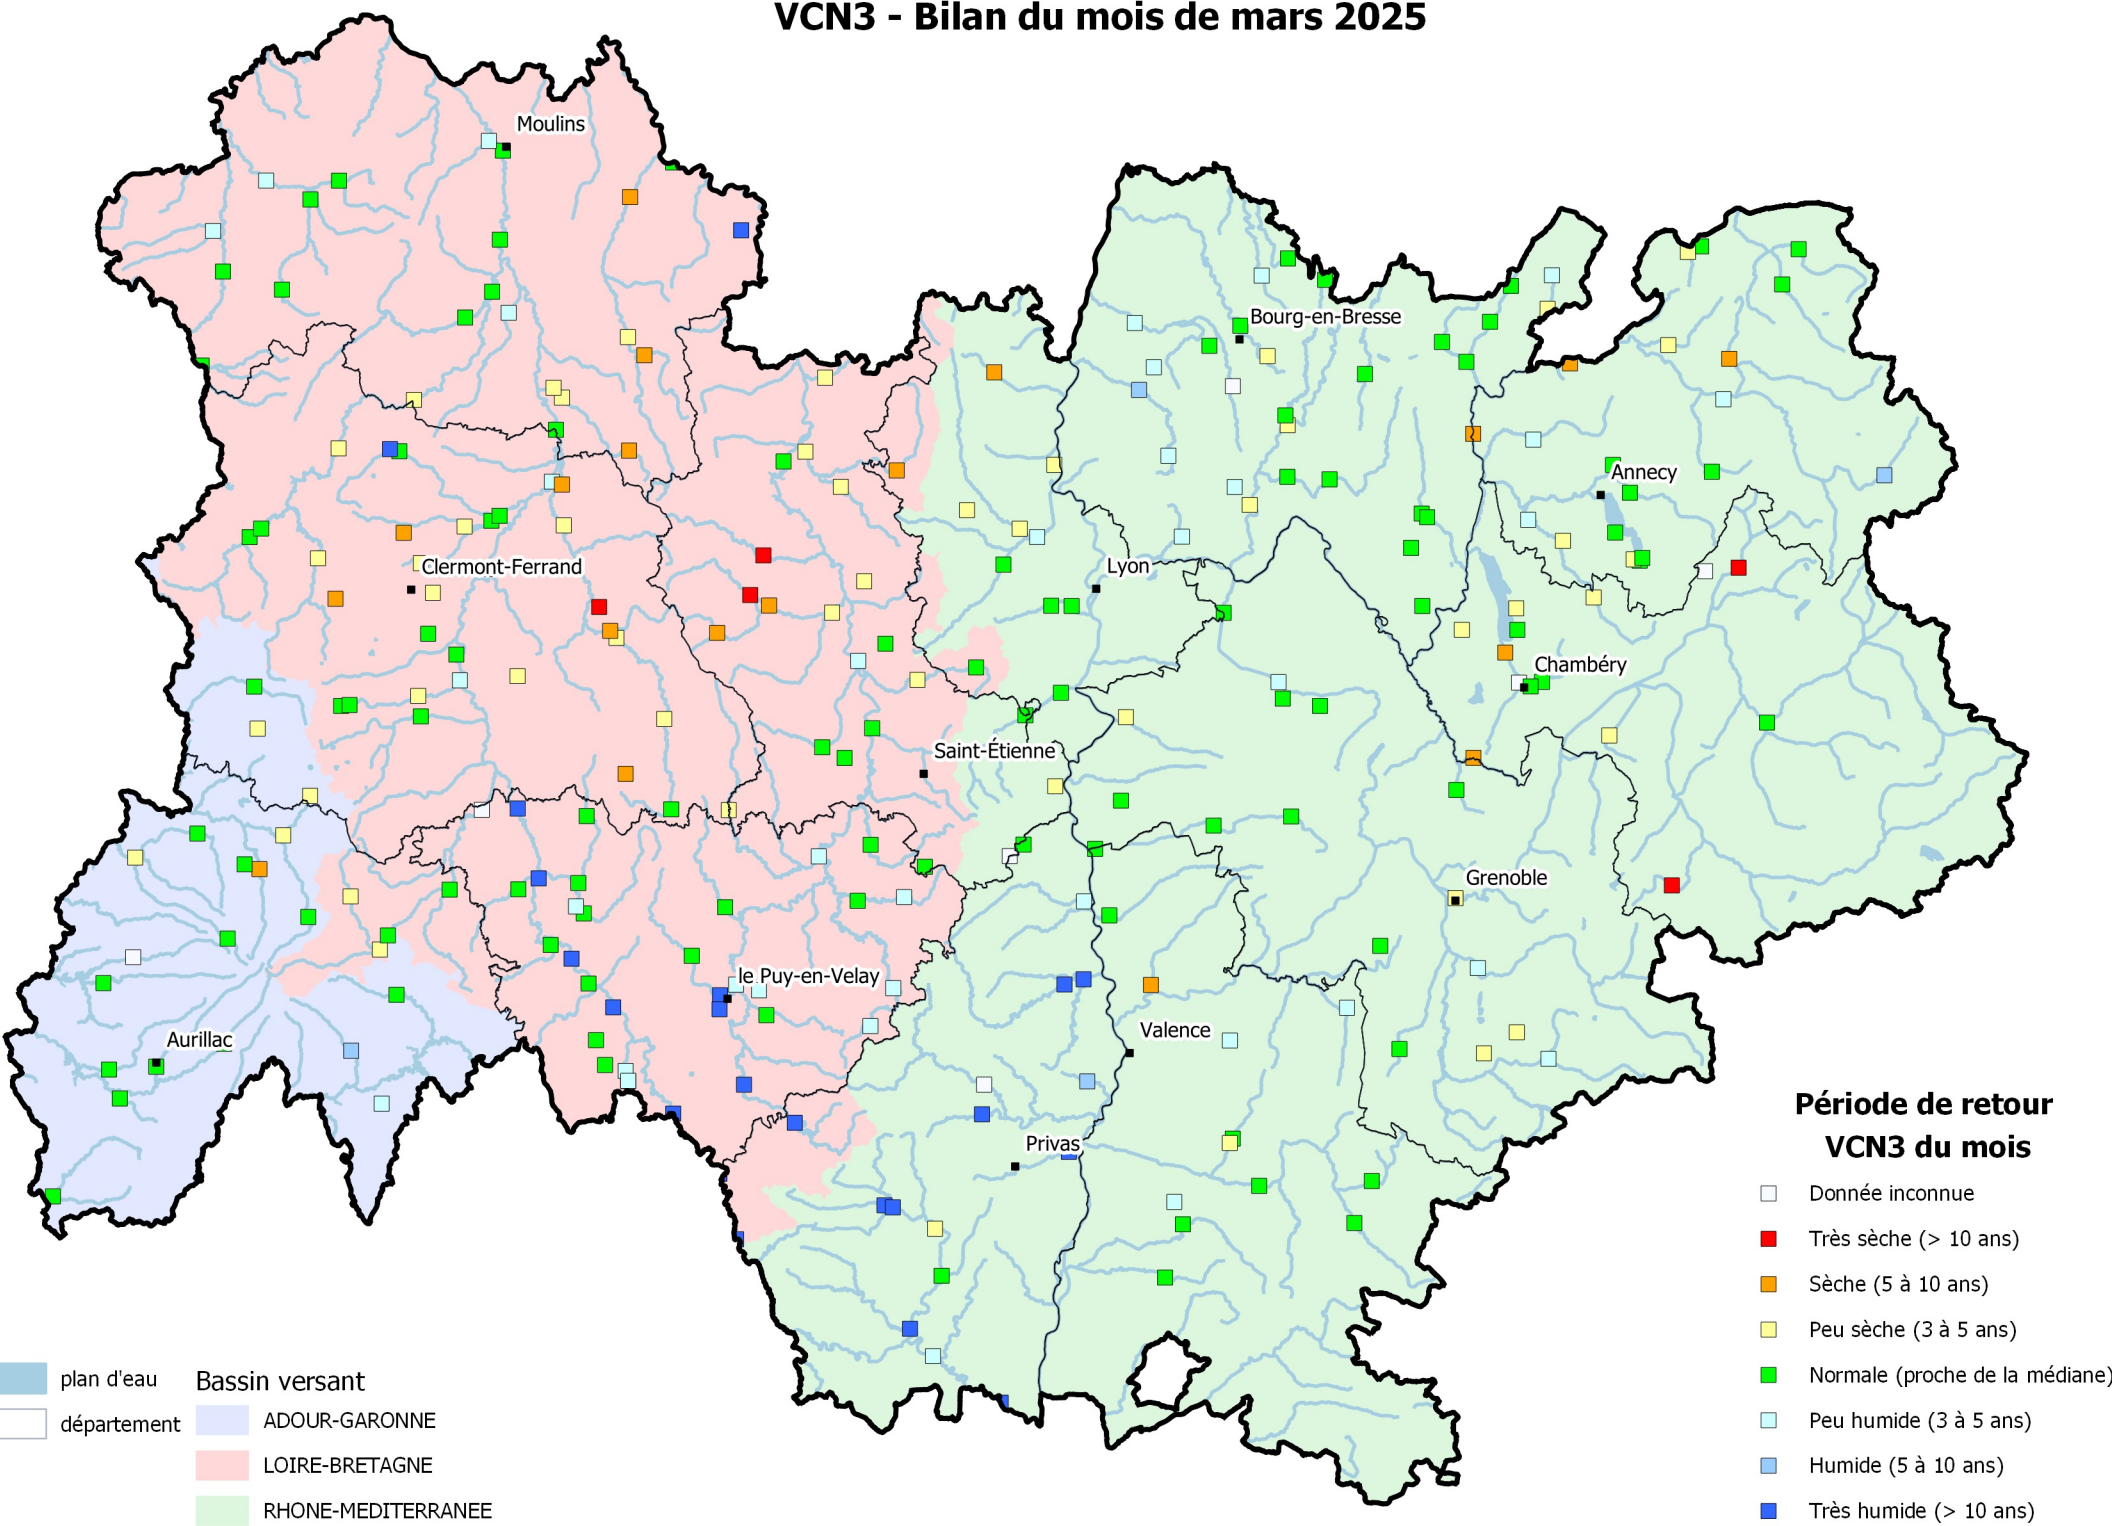 VCN3 - Bilan du mois de mars 2025
Moulins
Bourg-en-Bresse
Annecy
Clermont-Ferrand
Lyon
Chambéry
Saint-Étienne
Grenoble
le Puy-en-Velay
Aurillac
Valence
Privas
Période de retour
VCN3 du mois
Donnée inconnue
Très sèche (> 10 ans)
Sèche (5 à 10 ans)
Peu sèche (3 à 5 ans)
Normale (proche de la médiane)
Peu humide (3 à 5 ans)
Humide (5 à 10 ans)
Très humide (> 10 ans)
plan d'eau
département
Bassin versant
ADOUR-GARONNE
LOIRE-BRETAGNE
RHONE-MEDITERRANEE